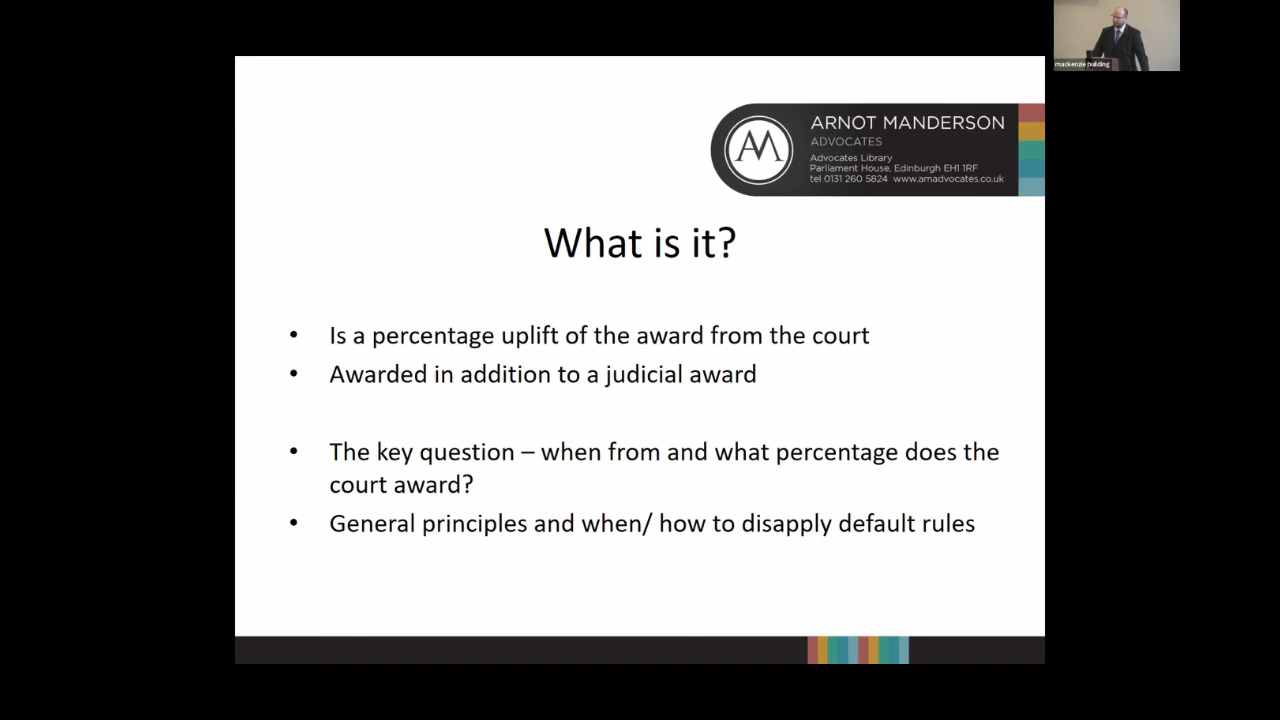 mackenzie building
AM
ARNOT MANDERSON
ADVOCATES
Advocates Library
Parliament House, Edinburgh EH1 1RF
tel 0131 260 5824 www.amadvocates.co.uk
What is it?
• Is a percentage uplift of the award from the court
• Awarded in addition to a judicial award
• The key question – when from and what percentage does the
court award?
• General principles and when/ how to disapply default rules